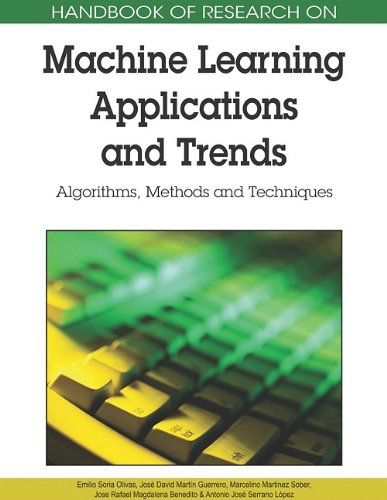 HANDBOOK OF RESEARCH ON
Machine Learning
Applications
and Trends
Algorithms, Methods and Techniques
Emilio Soria Olivas, José David Martín Guerrero, Marcelino Martinez Sober,
Jose Rafael Magdalena Benedito & Antonio José Serrano López